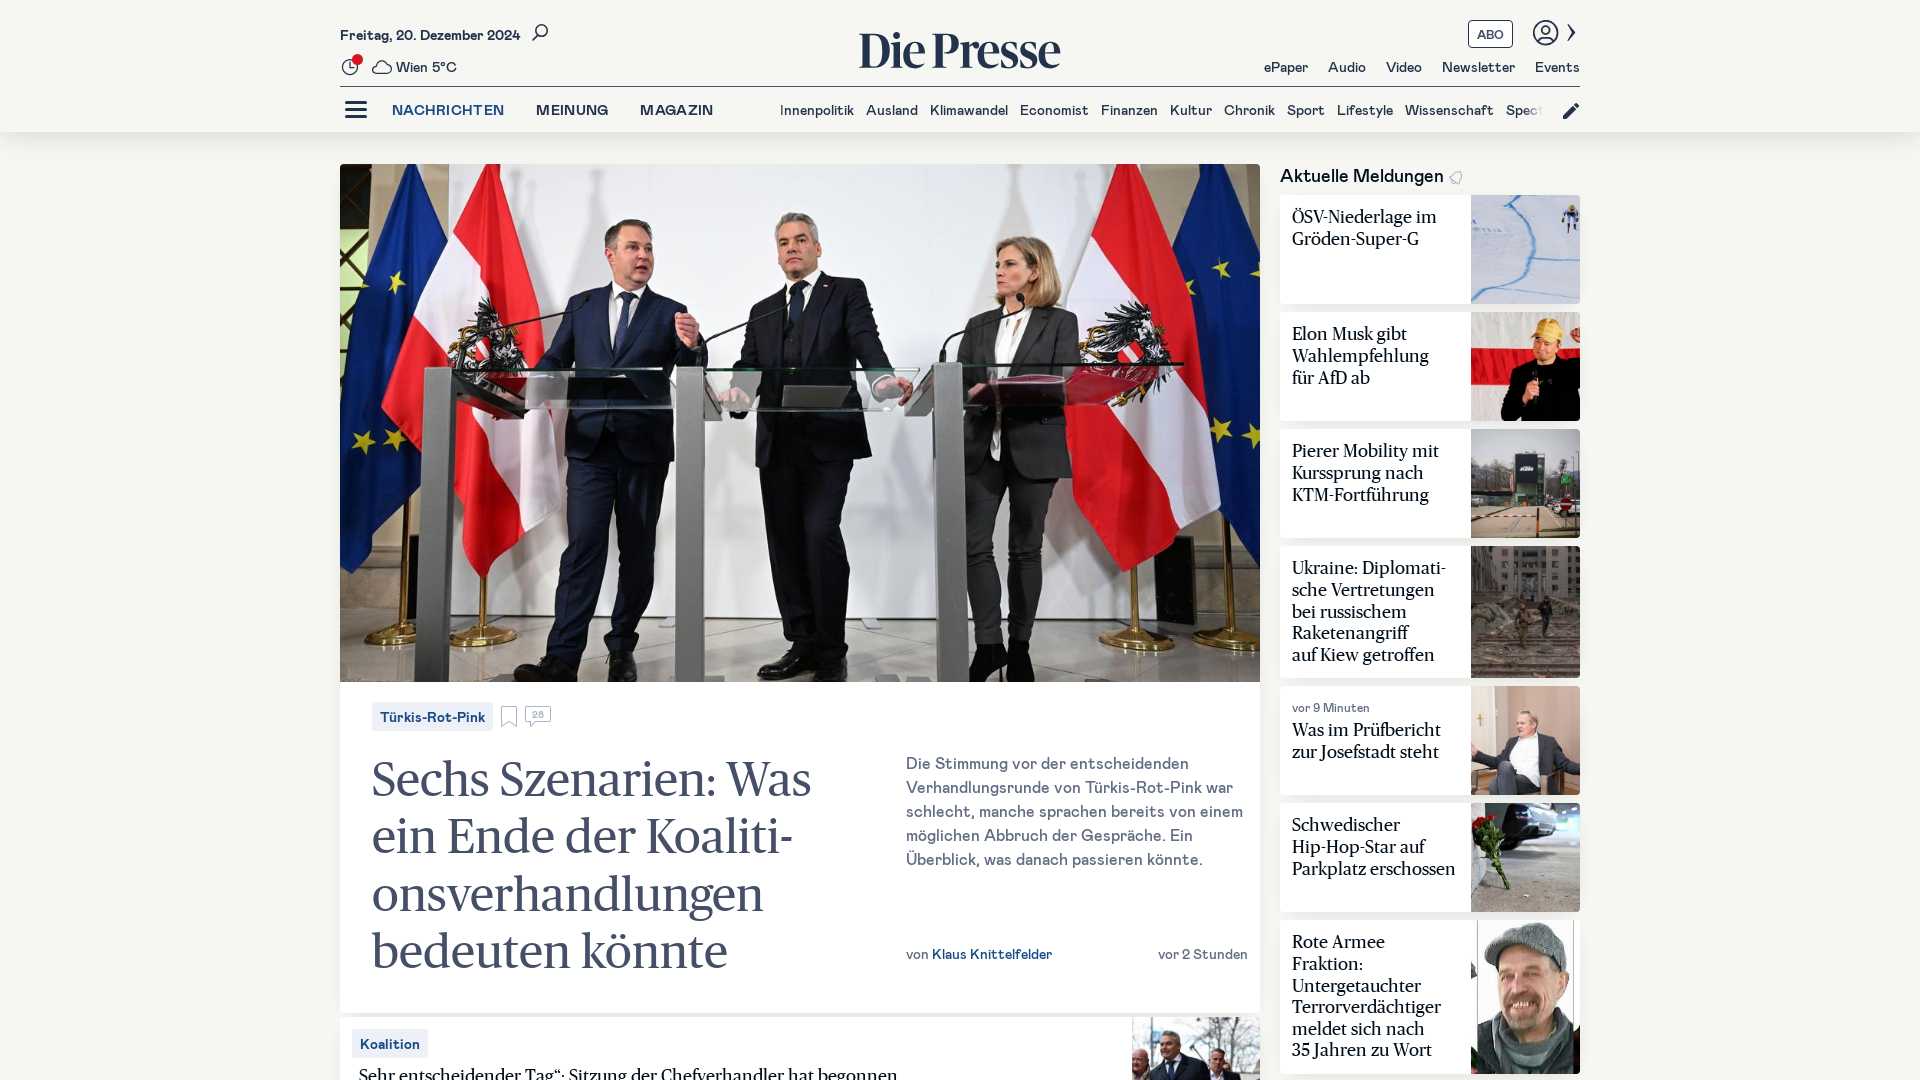 Freitag, 20. Dezember 2024
Wien 5°C
Die Presse
ABO
ePaper Audio Video Newsletter Events
NACHRICHTEN MEINUNG MAGAZIN
Innenpolitik Ausland Klimawandel Economist Finanzen Kultur Chronik Sport Lifestyle Wissenschaft Spect
Türkis-Rot-Pink
28
Sechs Szenarien: Was
ein Ende der Koaliti-
onsverhandlungen
bedeuten könnte
Die Stimmung vor der entscheidenden
Verhandlungsrunde von Türkis-Rot-Pink war
schlecht, manche sprachen bereits von einem
möglichen Abbruch der Gespräche. Ein
Überblick, was danach passieren könnte.
von Klaus Knittelfelder
vor 2 Stunden
Koalition
„Sehr entscheidender Tag“: Sitzung der Chefverhandler hat begonnen
Aktuelle Meldungen
ÖSV-Niederlage im
Gröden-Super-G
Elon Musk gibt
Wahlempfehlung
für AfD ab
Pierer Mobility mit
Kurssprung nach
KTM-Fortführung
Ukraine: Diplomati-
sche Vertretungen
bei russischem
Raketenangriff
auf Kiew getroffen
vor 9 Minuten
Was im Prüfbericht
zur Josefstadt steht
Schwedischer
Hip-Hop-Star auf
Parkplatz erschossen
Rote Armee
Fraktion:
Untergetauchter
Terrorverdächtiger
meldet sich nach
35 Jahren zu Wort